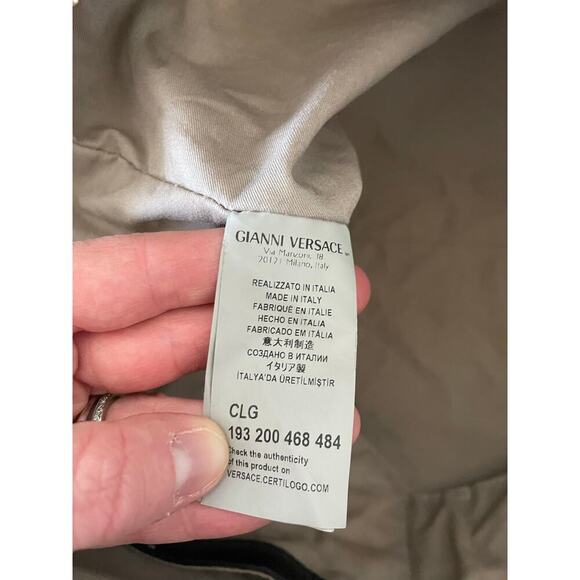 GIANNI VERSACE
Via Manzoni, 38
20121 Milano, Italy
REALIZZATO IN ITALIA
MADE IN ITALY
FABRIQUÉ EN ITALIE
HECHO EN ITALIA
FABRICADO EM ITÁLIA
意大利制造
СОЗДАНО В ИТАЛИИ
イタリア製
İTALYA'DA ÜRETİLMİŞTİR
CLG
193 200 468 484
Check the authenticity
of this product on
VERSACE.CERTILOGO.COM